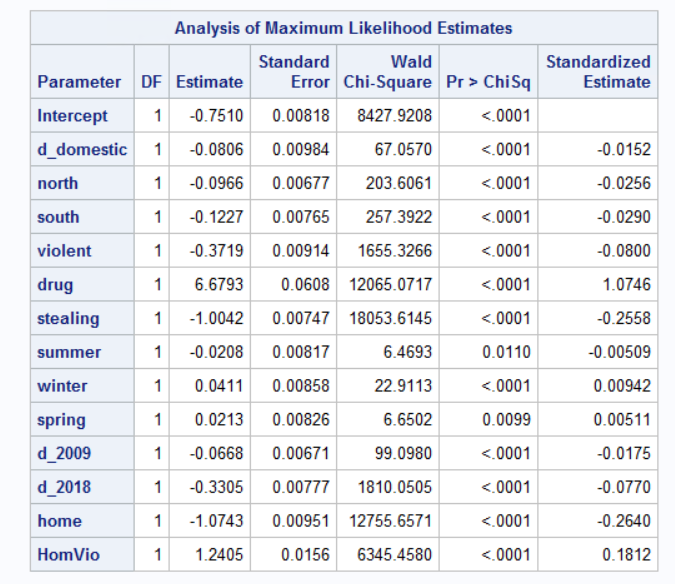 Analysis of Maximum Likelihood Estimates
Parameter DF Estimate Standard Error Wald Chi-Square Pr > ChiSq Standardized Estimate
Intercept 1 -0.7510 0.00818 8427.9208 <.0001
d_domestic 1 -0.0806 0.00984 67.0570 <.0001 -0.0152
north 1 -0.0966 0.00677 203.6061 <.0001 -0.0256
south 1 -0.1227 0.00765 257.3922 <.0001 -0.0290
violent 1 -0.3719 0.00914 1655.3266 <.0001 -0.0800
drug 1 6.6793 0.0608 12065.0717 <.0001 1.0746
stealing 1 -1.0042 0.00747 18053.6145 <.0001 -0.2558
summer 1 -0.0208 0.00817 6.4693 0.0110 -0.00509
winter 1 0.0411 0.00858 22.9113 <.0001 0.00942
spring 1 0.0213 0.00826 6.6502 0.0099 0.00511
d_2009 1 -0.0668 0.00671 99.0980 <.0001 -0.0175
d_2018 1 -0.3305 0.00777 1810.0505 <.0001 -0.0770
home 1 -1.0743 0.00951 12755.6571 <.0001 -0.2640
HomVio 1 1.2405 0.0156 6345.4580 <.0001 0.1812